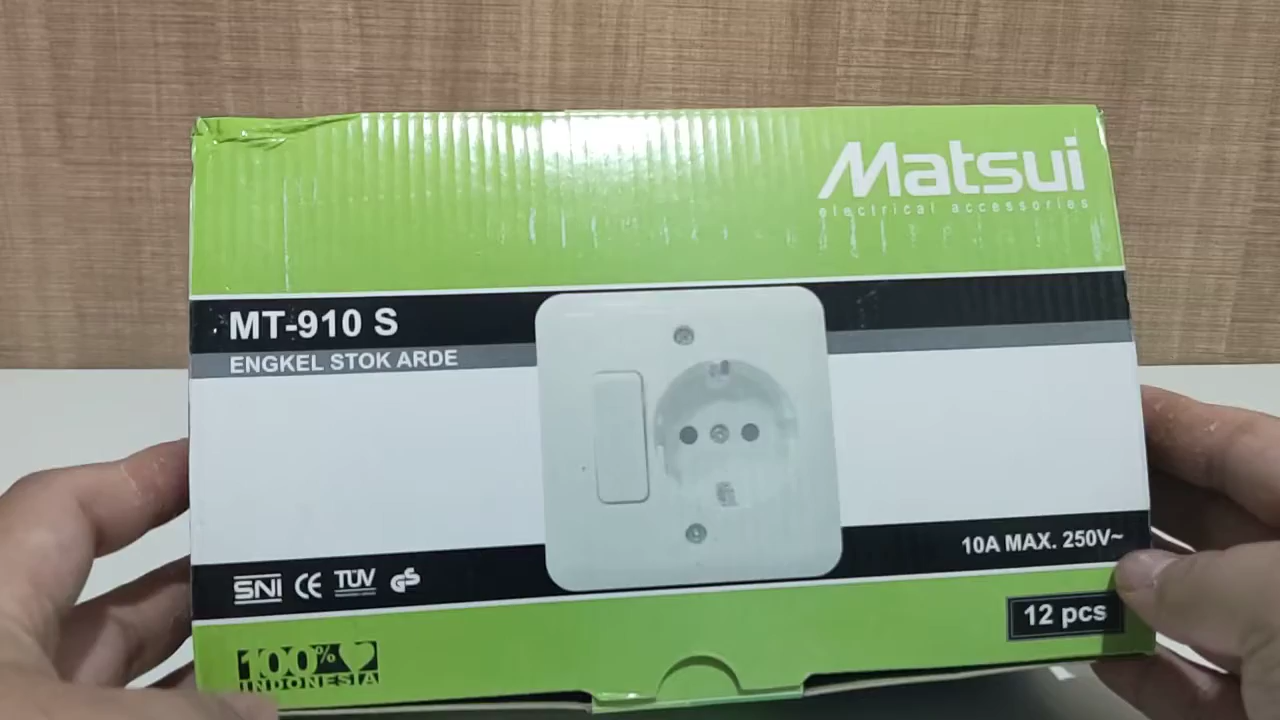 Matsui
electrical accessories
MT-910 S
ENGKEL STOK ARDE
10A MAX. 250V~
SNI CE TÜV GS
12 pcs
100%
INDONESIA